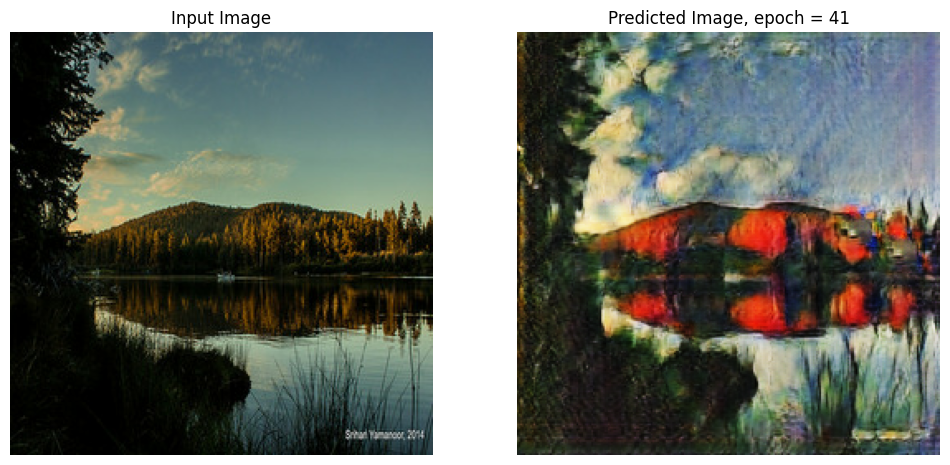 Input Image
Predicted Image, epoch = 41
Srihari Yamanoor, 2014